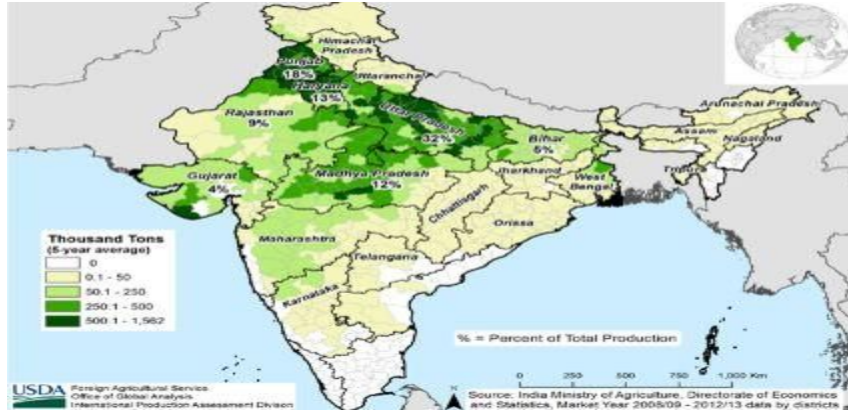 Himachal
Pradesh
Punjab
18%
Uttaranchal
Haryana
13%
Rajasthan
9%
Uttar Pradesh
32%
Bihar
5%
Arunachal Pradesh
Assam
Nagaland
Tripura
Gujarat
4%
Madhya Pradesh
12%
Jharkhand
West
Bengal
Chhattisgarh
Orissa
Maharashtra
Telangana
Karnataka
Thousand Tons
(5-year average)
0
0.1 - 50
50.1 - 250
250.1 - 500
500.1 - 1,562
% = Percent of Total Production
0 250 500 1,000 Km
N
USDA
Foreign Agricultural Service
Office of Global Analysis
International Production Assessment Division
Source: India Ministry of Agriculture, Directorate of Economics
and Statistics, Market Year 2008/09 - 2012/13 data by districts